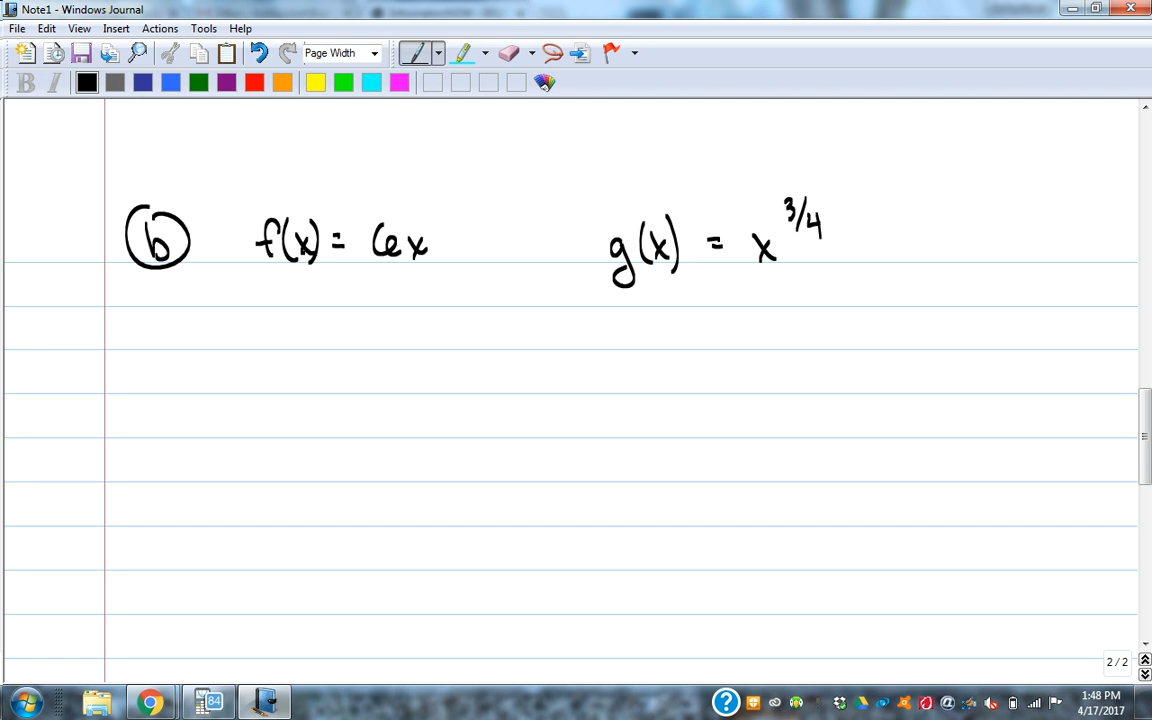 Note1 - Windows Journal
File Edit View Insert Actions Tools Help
Page Width
B I
b f(x) = 6x g(x) = x^3/4
2 / 2
84
1:48 PM
4/17/2017